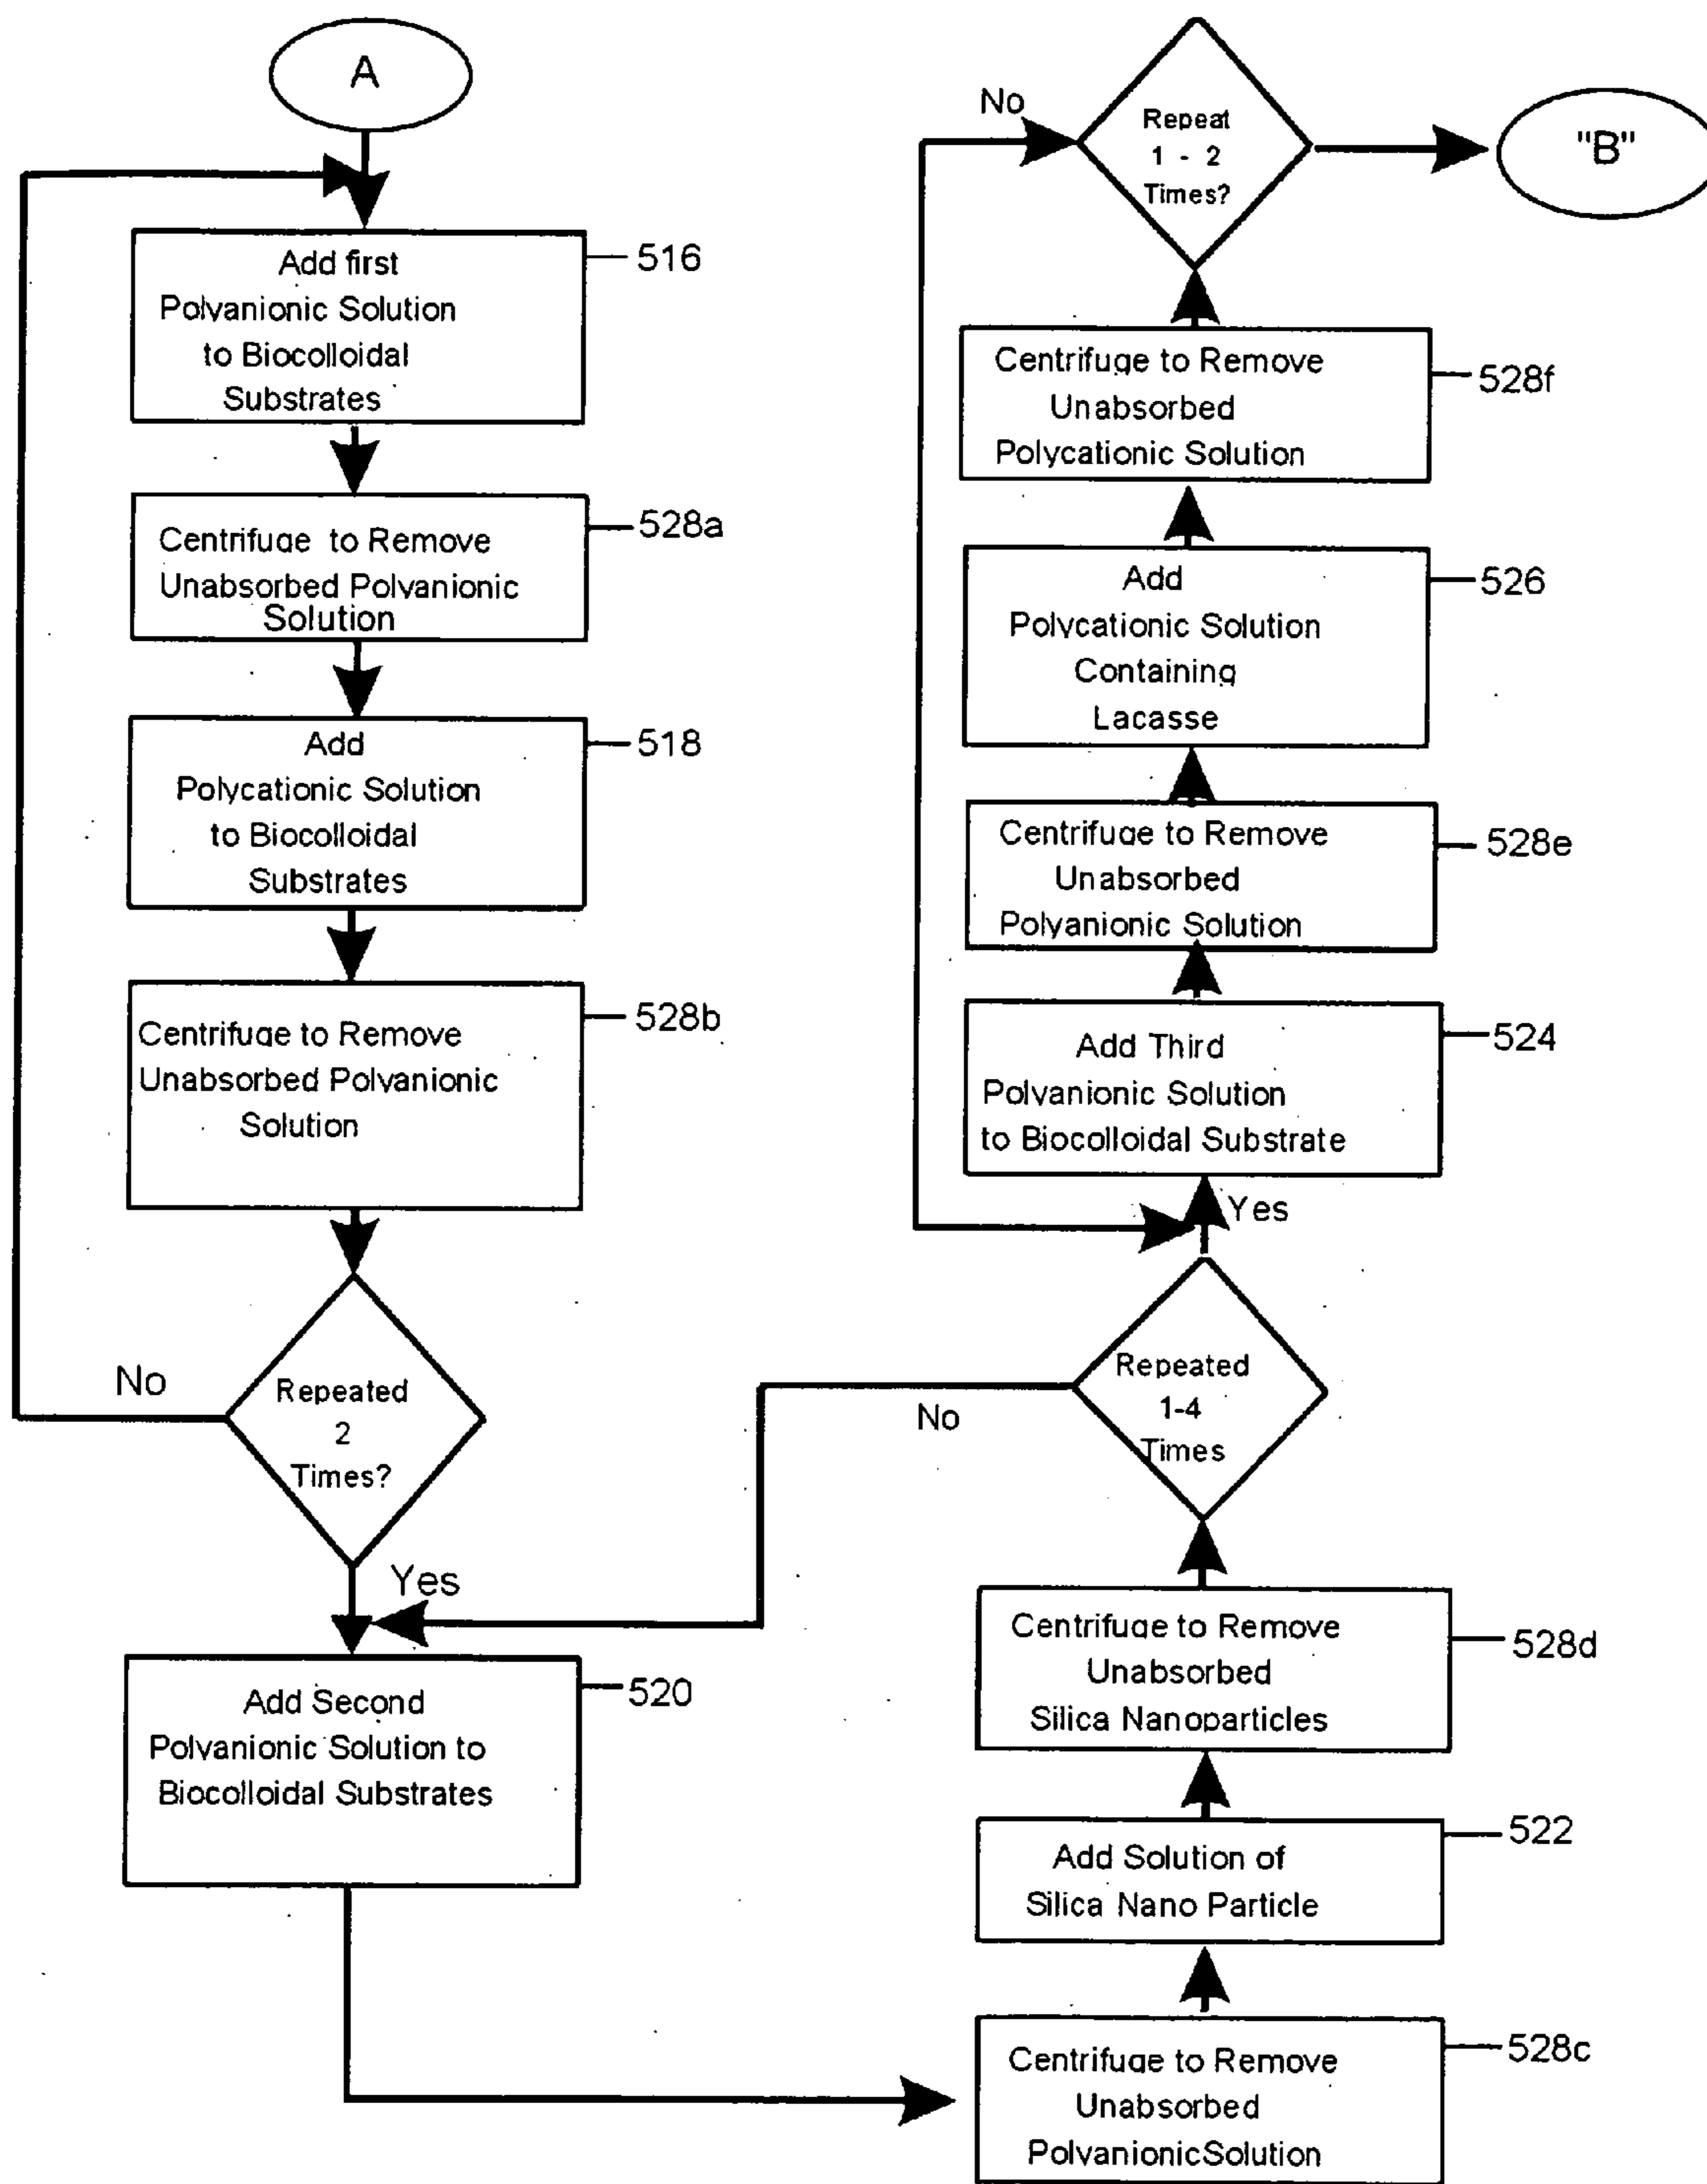 A
Add first
Polyanionic Solution
to Biocolloidal
Substrates
516
Centrifuge to Remove
Unabsorbed Polyanionic
Solution
528a
Add
Polycationic Solution
to Biocolloidal
Substrates
518
Centrifuge to Remove
Unabsorbed Polyanionic
Solution
528b
Repeated
2
Times?
No
Yes
Add Second
Polyanionic Solution to
Biocolloidal Substrates
520
Centrifuge to Remove
Unabsorbed
PolyanionicSolution
528c
Add Solution of
Silica Nano Particle
522
Centrifuge to Remove
Unabsorbed
Silica Nanoparticles
528d
Repeated
1-4
Times
No
Yes
Add Third
Polyanionic Solution
to Biocolloidal Substrate
524
Centrifuge to Remove
Unabsorbed
Polyanionic Solution
528e
Add
Polycationic Solution
Containing
Lacasse
526
Centrifuge to Remove
Unabsorbed
Polycationic Solution
528f
Repeat
1 - 2
Times?
No
"B"